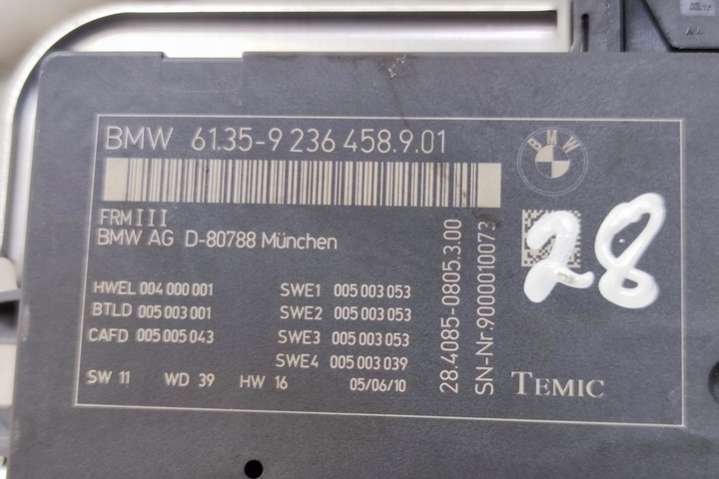 BMW 61.35-9 236 458.9.01
BMW
FRMIII
BMW AG D-80788 München
HWEL 004 000 001
BTLD 005 003 001
CAFD 005 005 043
SWE1 005 003 053
SWE2 005 003 053
SWE3 005 003 053
SWE4 005 003 039
SW 11 WD 39 HW 16 05/06/10
28.4085-0805.3.00
SN-Nr.9000010073
TEMIC
28